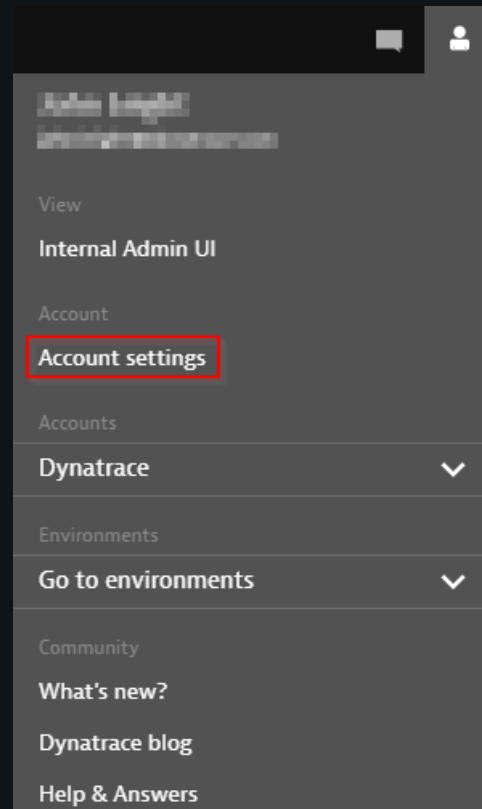 View
Internal Admin UI
Account
Account settings
Accounts
Dynatrace
Environments
Go to environments
Community
What's new?
Dynatrace blog
Help & Answers